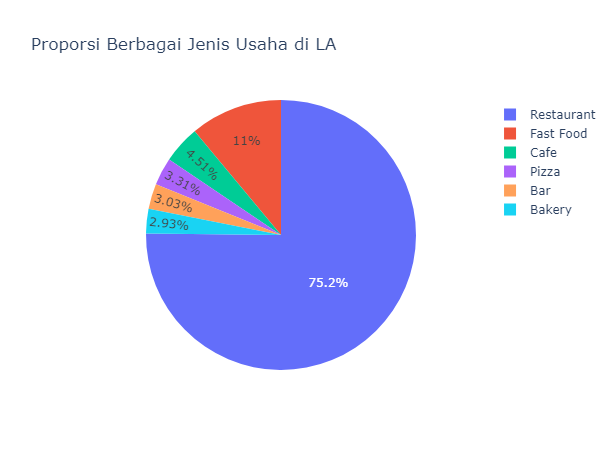 Proporsi Berbagai Jenis Usaha di LA
Restaurant
Fast Food
Cafe
Pizza
Bar
Bakery
11%
4.51%
3.31%
3.03%
2.93%
75.2%